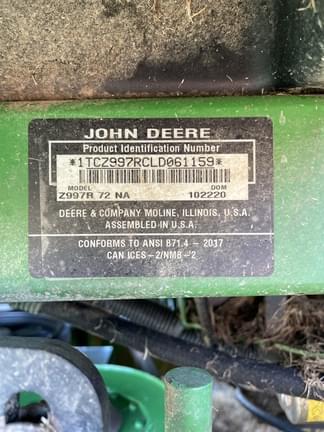 JOHN DEERE
Product Identification Number
*1TCZ997RCLD061159*
MODEL DOM
Z997R 72 NA 102220
DEERE & COMPANY MOLINE, ILLINOIS, U.S.A.
ASSEMBLED IN U.S.A.
CONFORMS TO ANSI B71.4 - 2017
CAN ICES-2/NMB-2